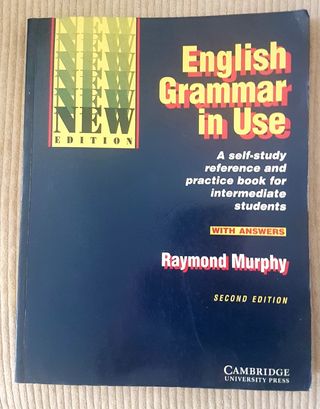 NEW
NEW
NEW
NEW
NEW
NEW
EDITION
English
Grammar
in Use
A self-study
reference and
practice book for
intermediate
students
WITH ANSWERS
Raymond Murphy
SECOND EDITION
CAMBRIDGE
UNIVERSITY PRESS